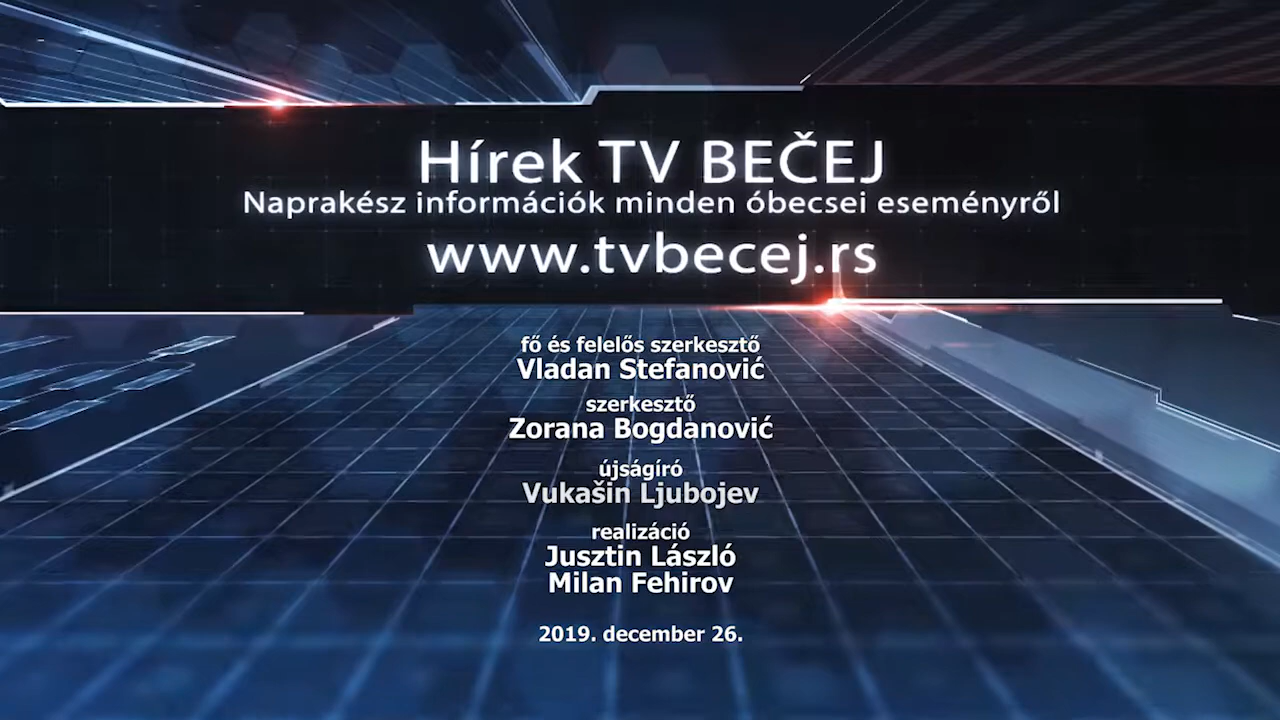 Hírek TV BEČEJ
Naprakész információk minden óbecsei eseményről
www.tvbecej.rs
fő és felelős szerkesztő
Vladan Stefanović
szerkesztő
Zorana Bogdanović
újságíró
Vukašin Ljubojev
realizáció
Jusztin László
Milan Fehirov
2019. december 26.